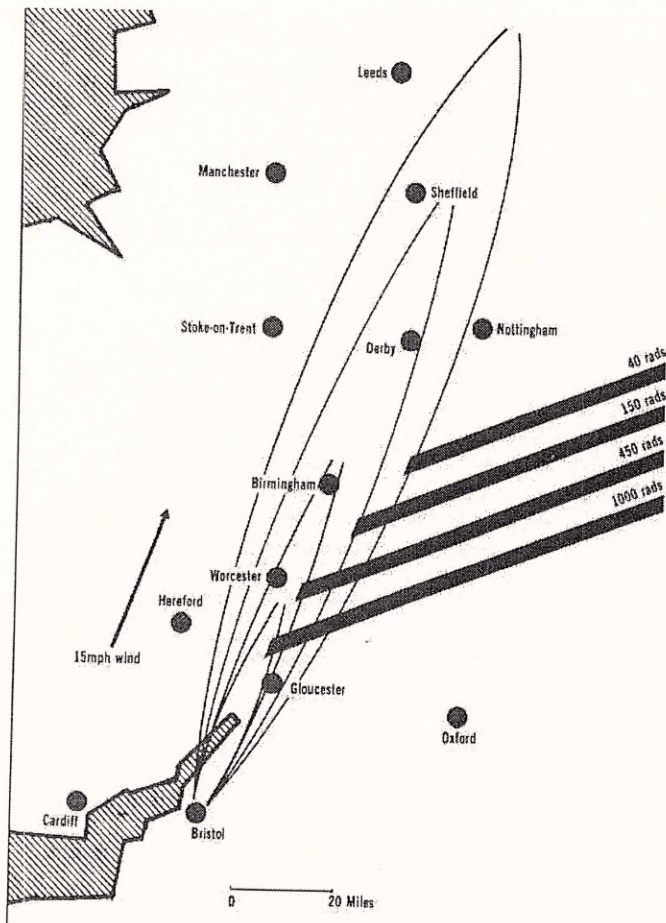 Leeds
Manchester
Sheffield
Stoke-on-Trent
Derby
Nottingham
40 rads
150 rads
450 rads
1000 rads
Birmingham
Worcester
Hereford
15mph wind
Gloucester
Oxford
Cardiff
Bristol
0 20 Miles